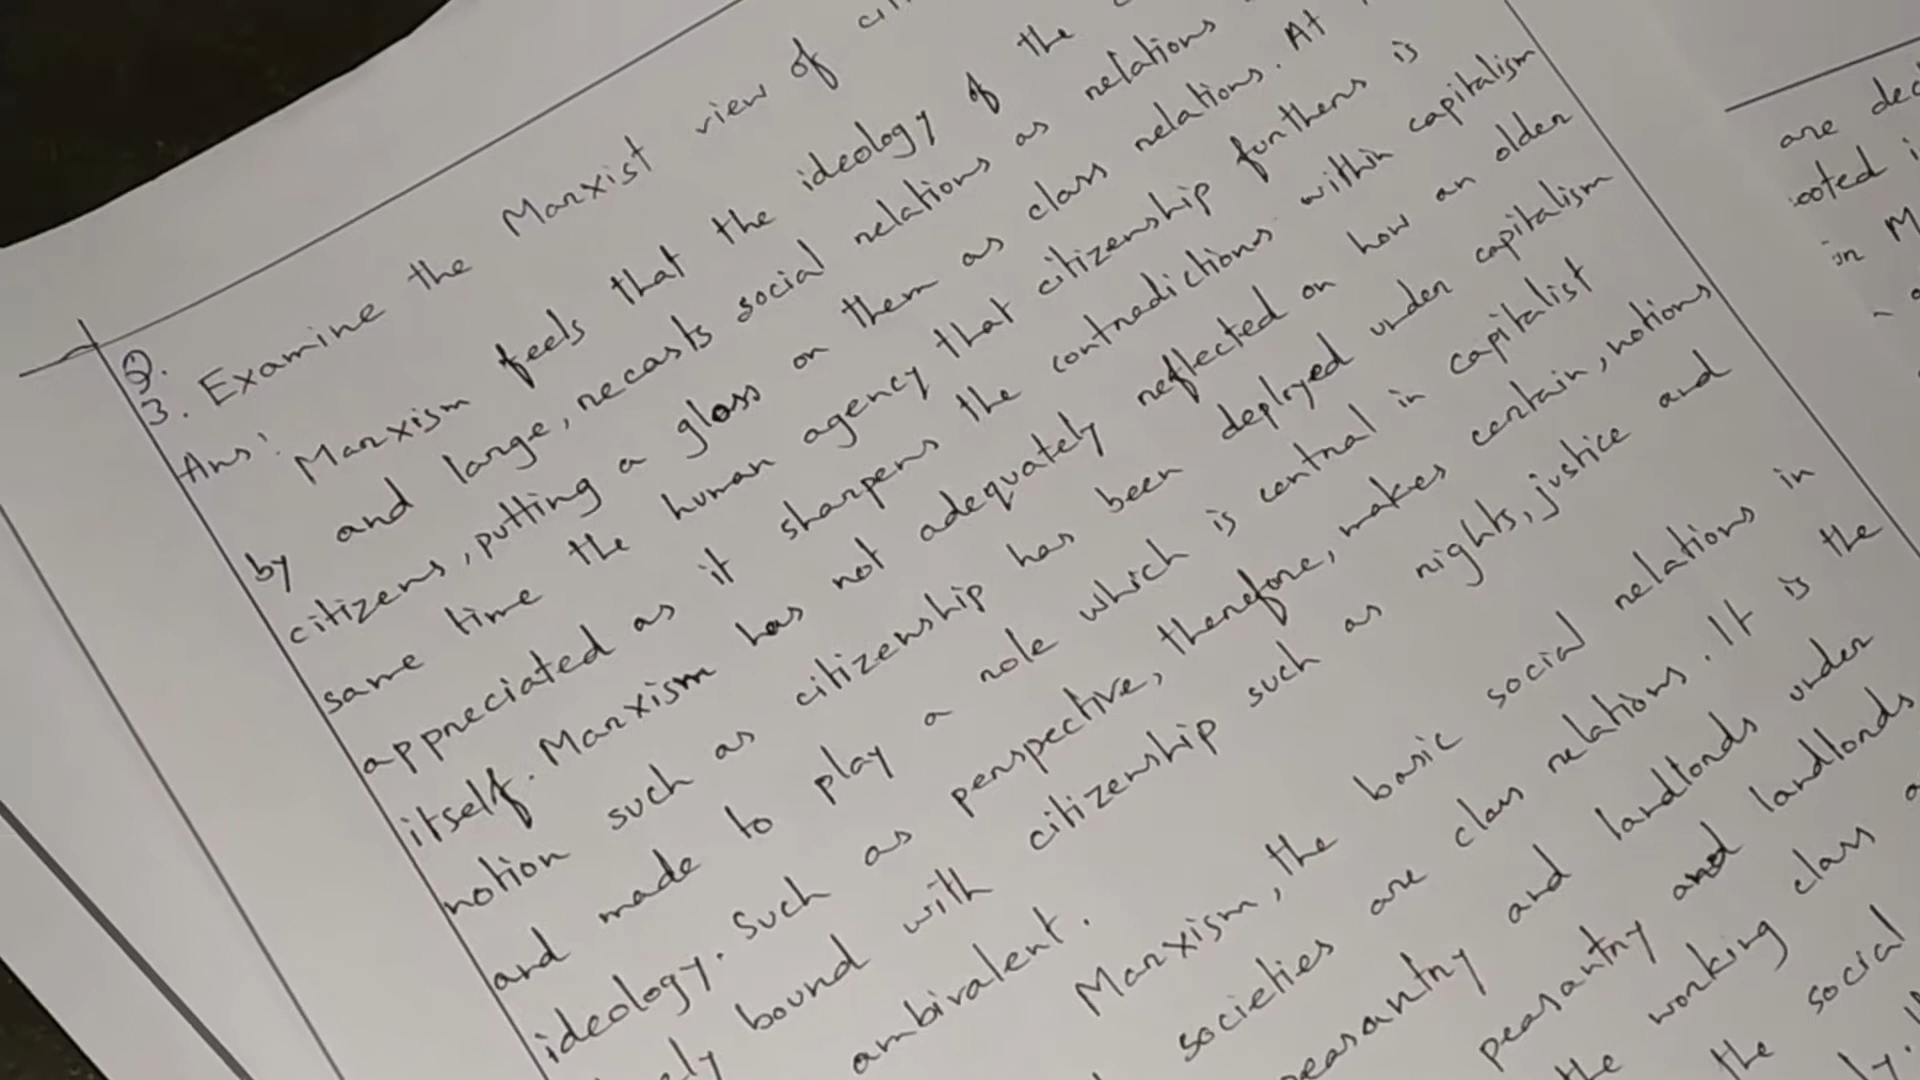 Q.
3. Examine the Marxist view of
Ans: Marxism feels that the ideology of the
by and large, recasts social relations as relations
citizens, putting a gloss on them as class relations. At
same time the human agency that citizenship furthers is
appreciated as it sharpens the contradictions within capitalism
itself. Marxism has not adequately reflected on how an older
notion such as citizenship has been deployed under capitalism
and made to play a role which is central in capitalist
ideology. Such as perspective, therefore, makes certain, notions
bound with citizenship such as rights, justice and
ambivalent.
Marxism, the basic social relations in
societies are class relations. It is the
peasantry and landlords under
peasantry and landlords
the working class
the social
are
in